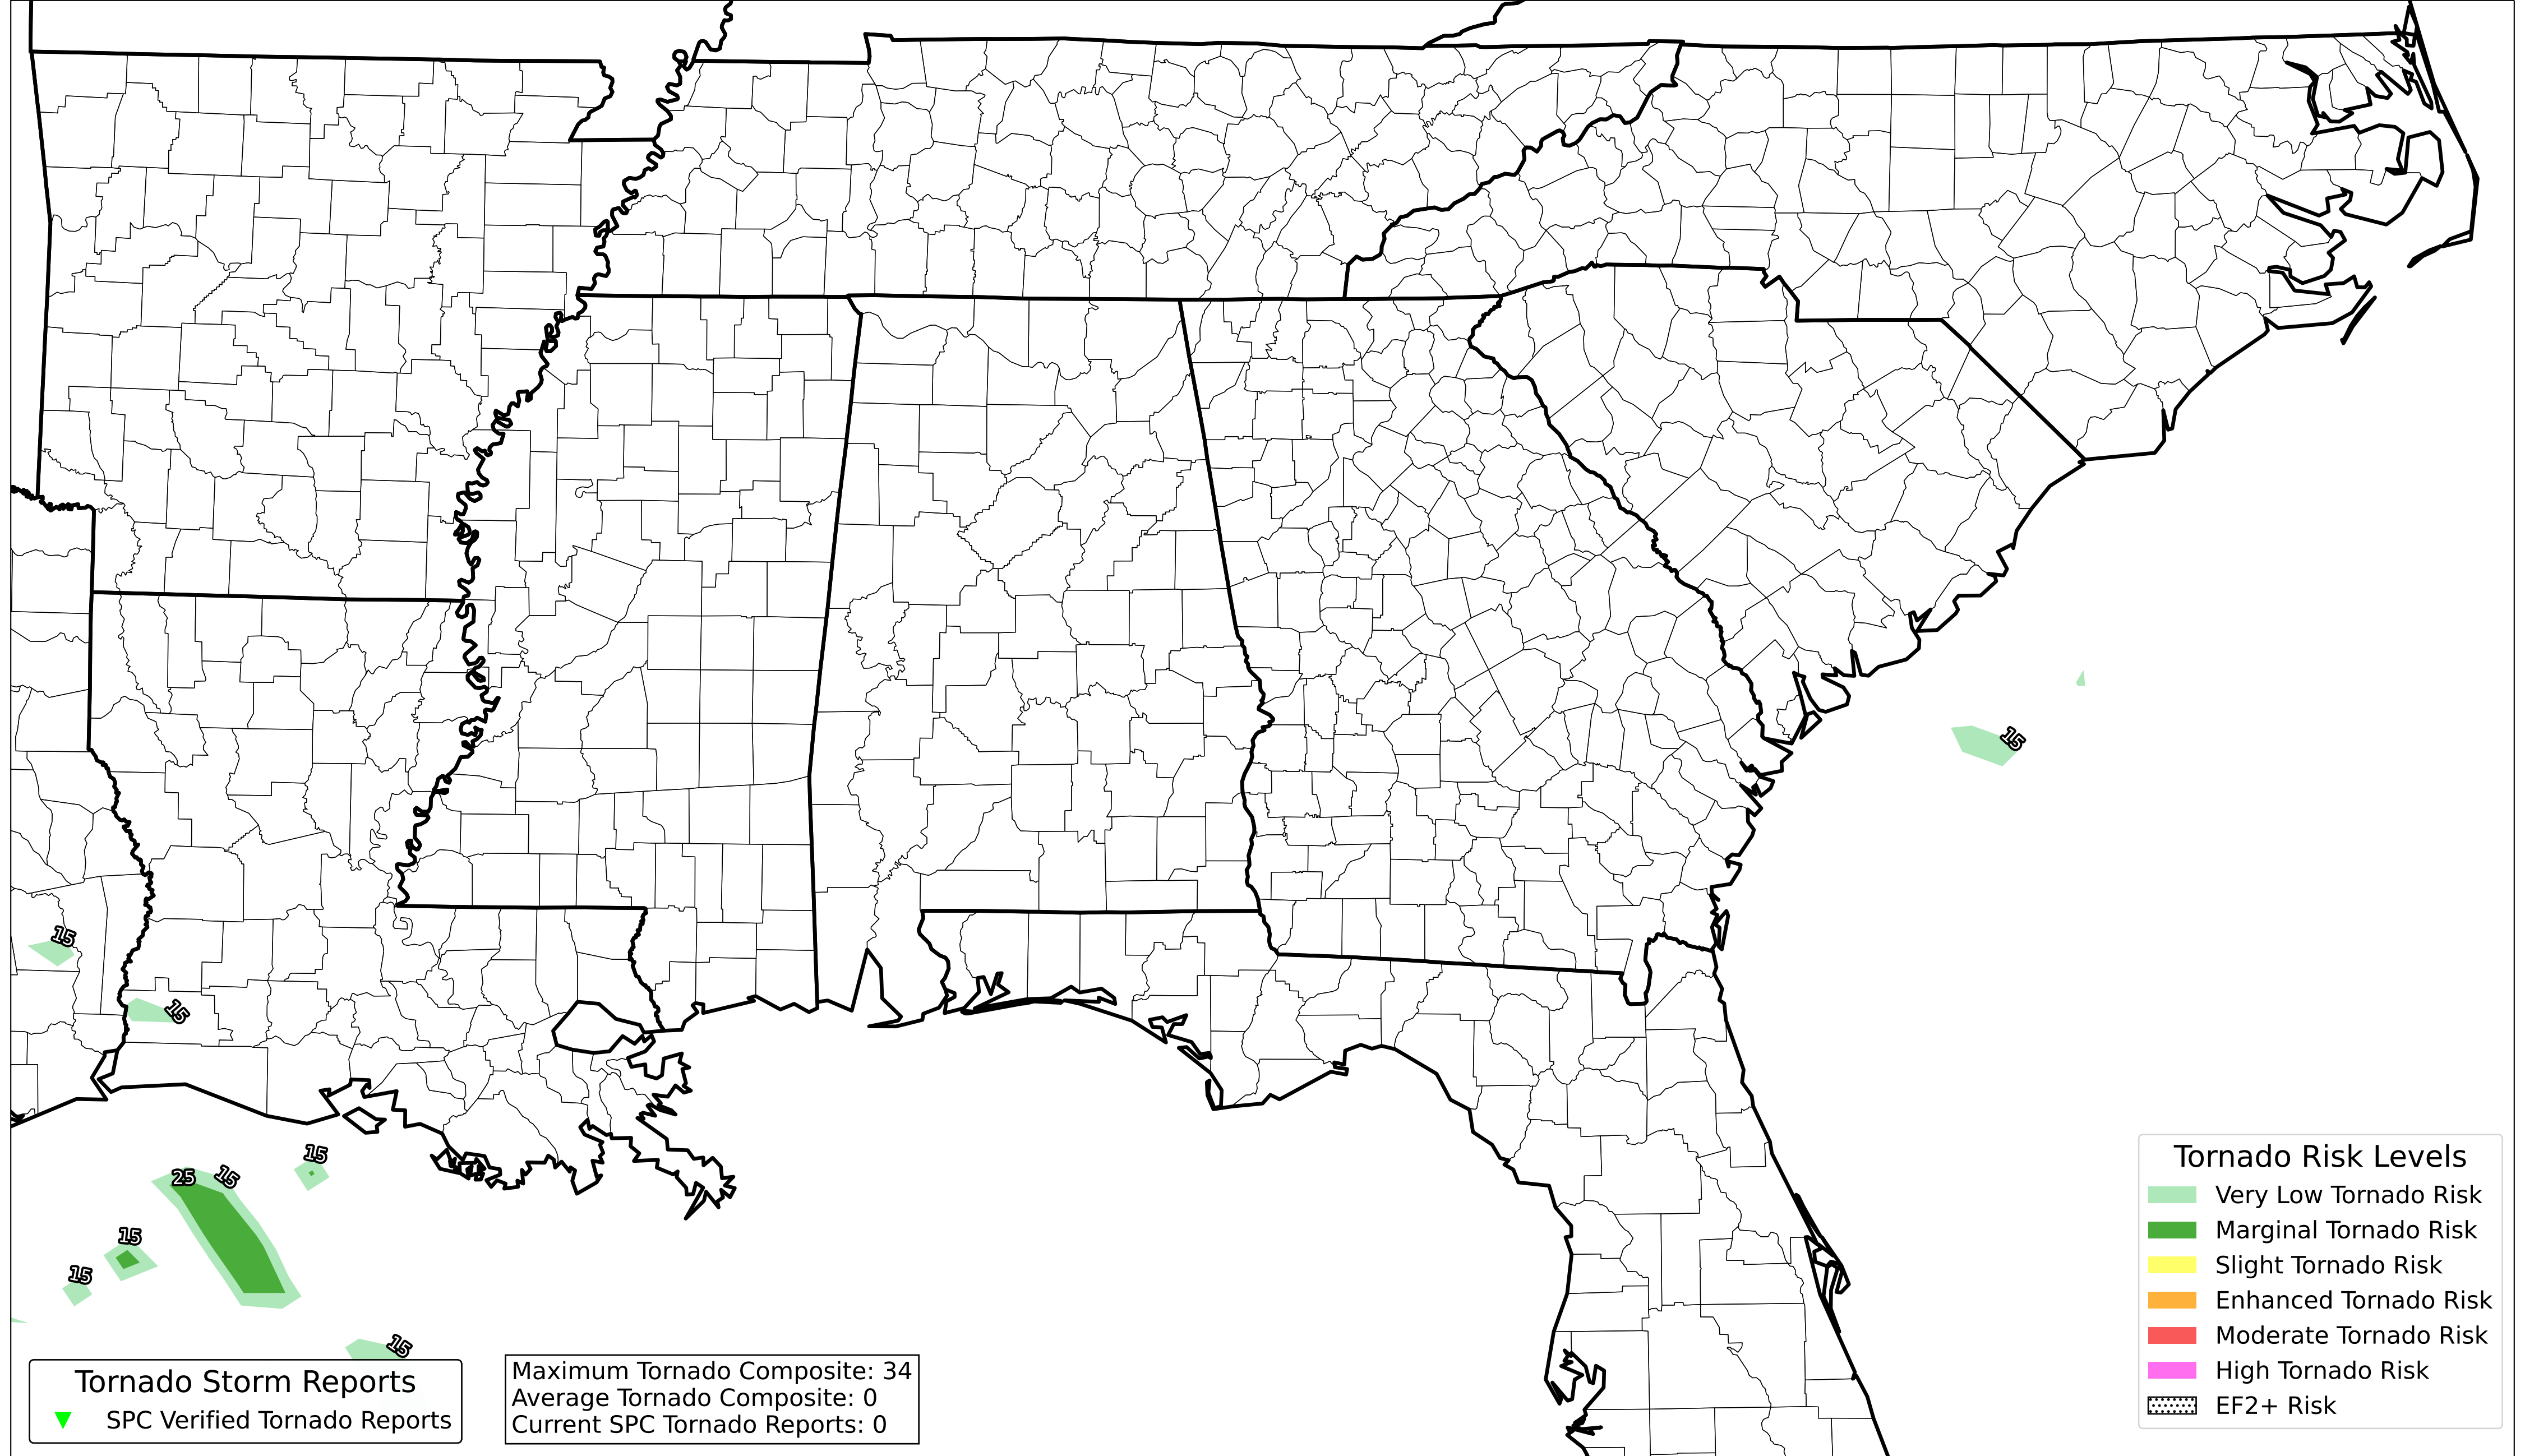 15
15
15
15
25
15
15
15
15
Tornado Storm Reports
SPC Verified Tornado Reports
Maximum Tornado Composite: 34
Average Tornado Composite: 0
Current SPC Tornado Reports: 0
Tornado Risk Levels
Very Low Tornado Risk
Marginal Tornado Risk
Slight Tornado Risk
Enhanced Tornado Risk
Moderate Tornado Risk
High Tornado Risk
EF2+ Risk